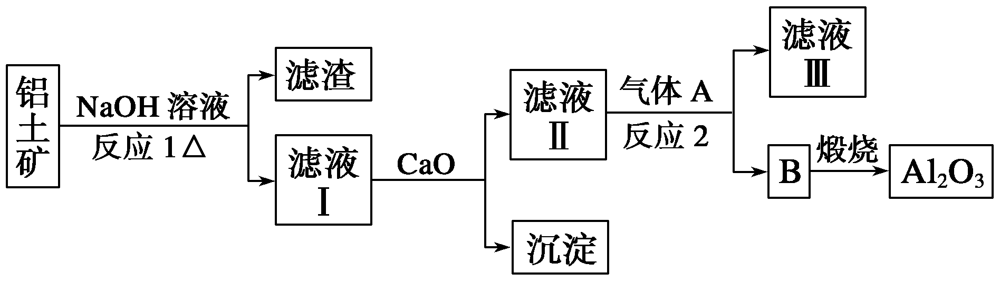 铝土矿
NaOH 溶液
反应 1△
滤渣
滤液
Ⅰ
CaO
滤液
Ⅱ
沉淀
气体 A
反应 2
滤液
Ⅲ
B
煅烧
Al₂O₃